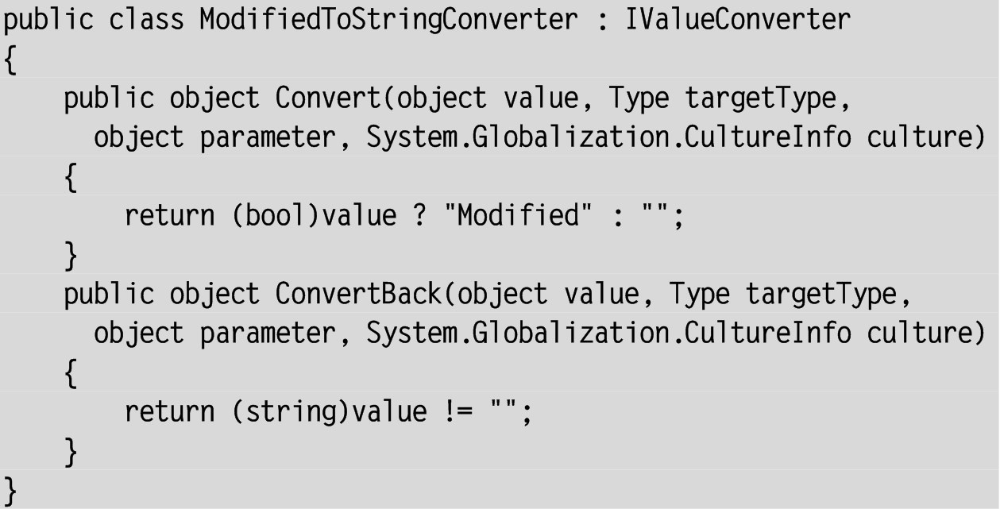 public class ModifiedToStringConverter : IValueConverter
{
    public object Convert(object value, Type targetType,
      object parameter, System.Globalization.CultureInfo culture)
    {
        return (bool)value ? "Modified" : "";
    }
    public object ConvertBack(object value, Type targetType,
      object parameter, System.Globalization.CultureInfo culture)
    {
        return (string)value != "";
    }
}